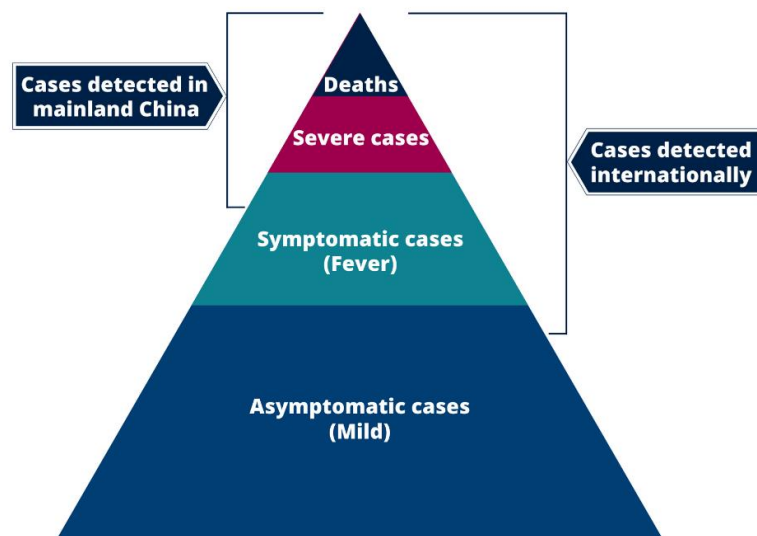 Deaths
Cases detected in
mainland China
Severe cases
Cases detected
internationally
Symptomatic cases
(Fever)
Asymptomatic cases
(Mild)